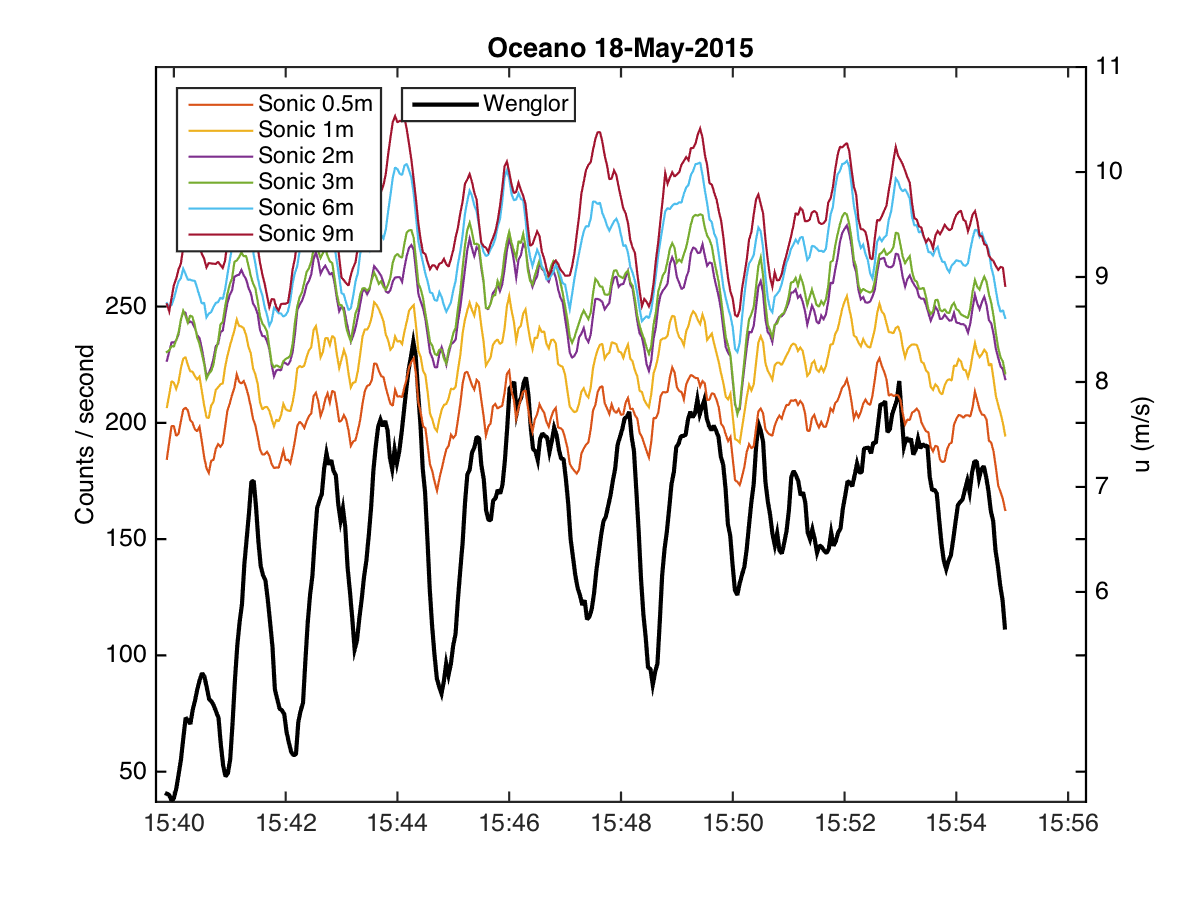 Oceano 18-May-2015
Sonic 0.5m
Sonic 1m
Sonic 2m
Sonic 3m
Sonic 6m
Sonic 9m
Wenglor
Counts / second
250
200
150
100
50
11
10
9
8
7
6
u (m/s)
15:40 15:42 15:44 15:46 15:48 15:50 15:52 15:54 15:56